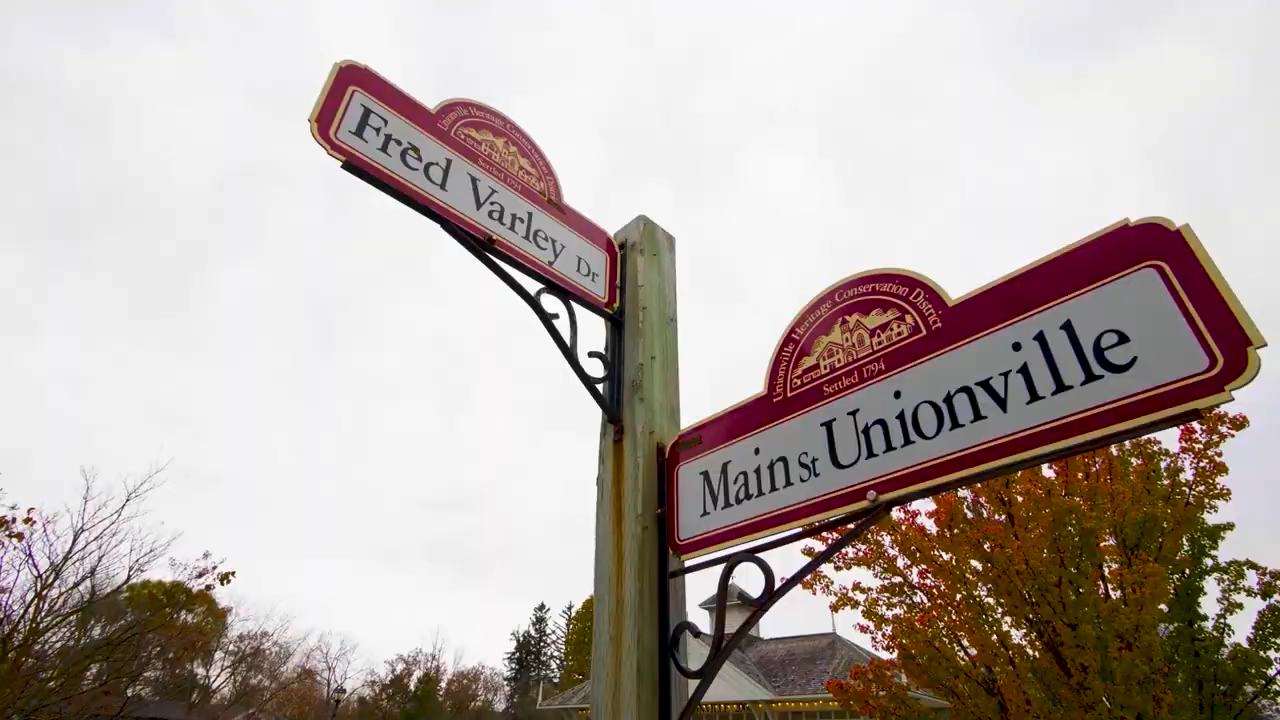 Unionville Heritage Conservation District
Settled 1794
Fred Varley Dr
Unionville Heritage Conservation District
Settled 1794
Main St Unionville